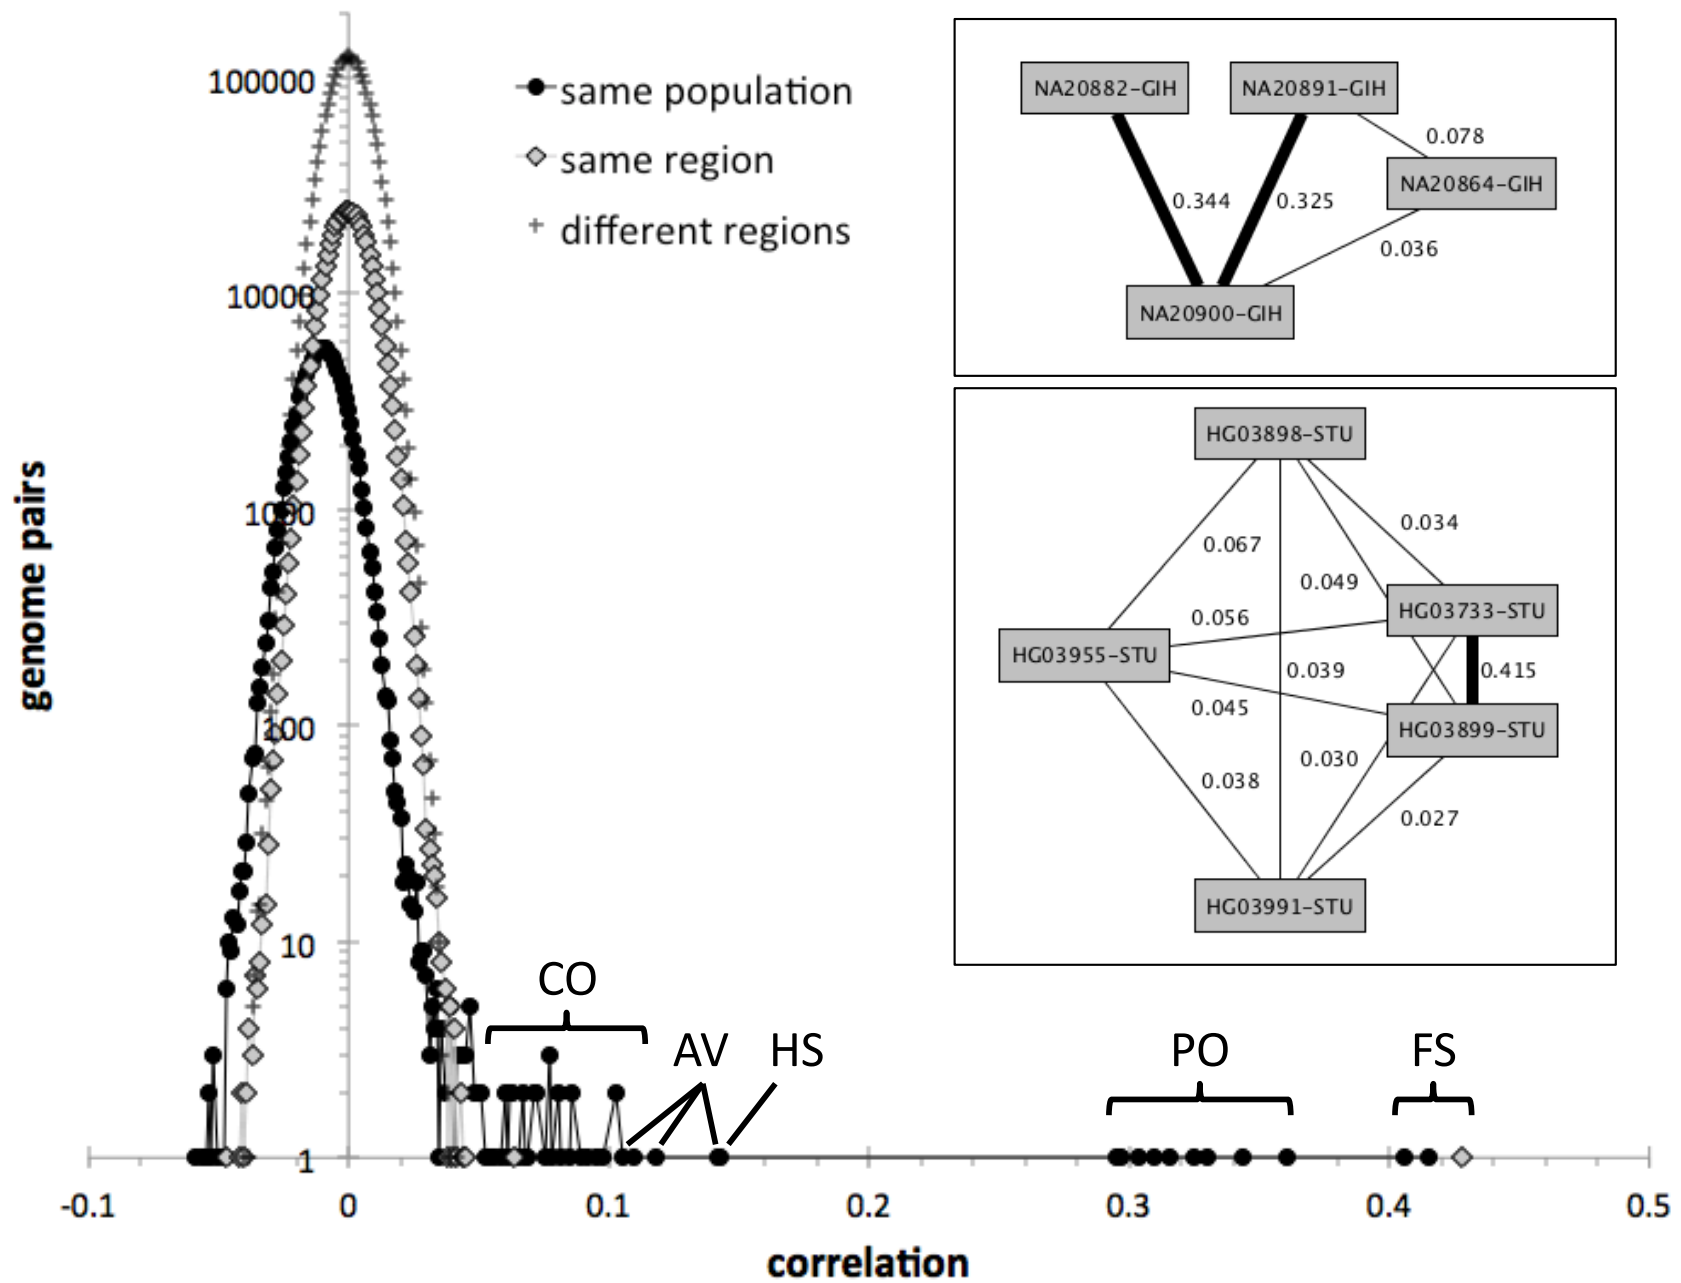 100000
10000
1000
100
10
1
-0.1
0
0.1
0.2
0.3
0.4
0.5
genome pairs
correlation
same population
same region
different regions
CO
AV
HS
PO
FS
NA20882-GIH
NA20891-GIH
0.078
NA20864-GIH
0.344
0.325
0.036
NA20900-GIH
HG03898-STU
0.034
0.067
0.049
HG03733-STU
0.056
HG03955-STU
0.039
0.415
0.045
HG03899-STU
0.030
0.038
0.027
HG03991-STU